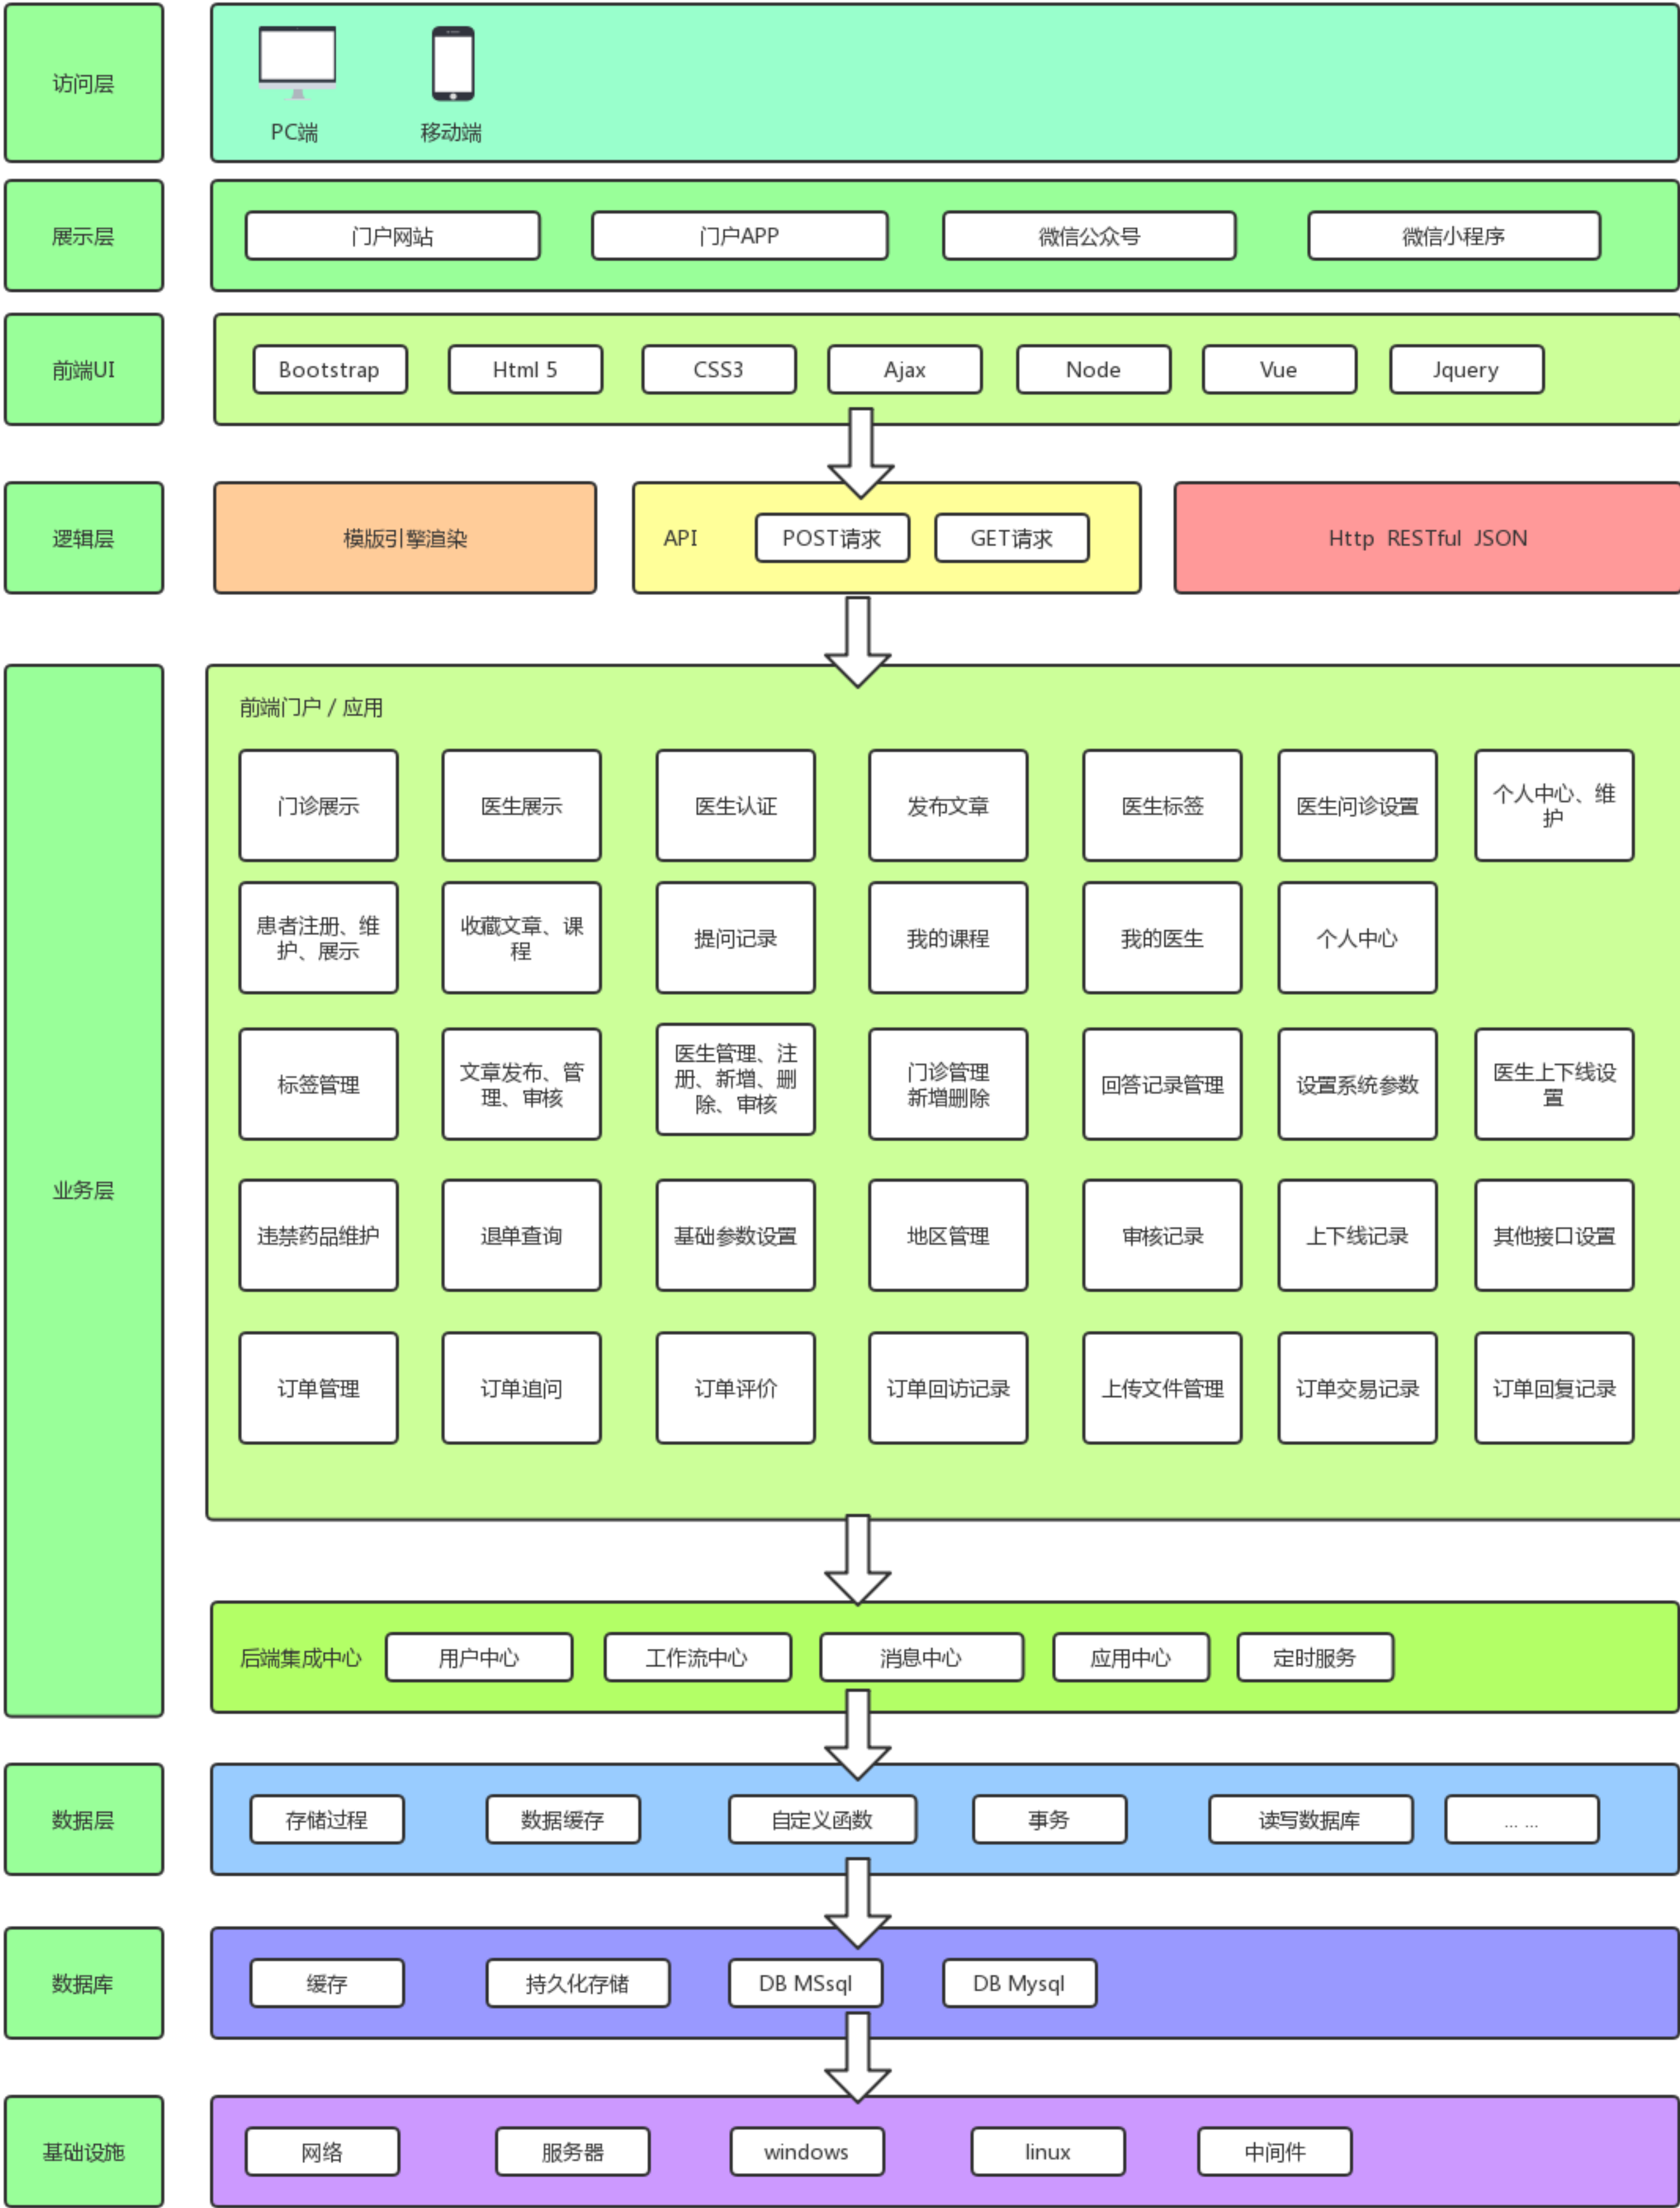 访问层
PC端
移动端
展示层
门户网站
门户APP
微信公众号
微信小程序
前端UI
Bootstrap
Html 5
CSS3
Ajax
Node
Vue
Jquery
逻辑层
模版引擎渲染
API
POST请求
GET请求
Http RESTful JSON
业务层
前端门户 / 应用
门诊展示
医生展示
医生认证
发布文章
医生标签
医生问诊设置
个人中心、维
护
患者注册、维
护、展示
收藏文章、课
程
提问记录
我的课程
我的医生
个人中心
标签管理
文章发布、管
理、审核
医生管理、注
册、新增、删
除、审核
门诊管理
新增删除
回答记录管理
设置系统参数
医生上下线设
置
违禁药品维护
退单查询
基础参数设置
地区管理
审核记录
上下线记录
其他接口设置
订单管理
订单追问
订单评价
订单回访记录
上传文件管理
订单交易记录
订单回复记录
后端集成中心
用户中心
工作流中心
消息中心
应用中心
定时服务
数据层
存储过程
数据缓存
自定义函数
事务
读写数据库
... ...
数据库
缓存
持久化存储
DB MSsql
DB Mysql
基础设施
网络
服务器
windows
linux
中间件